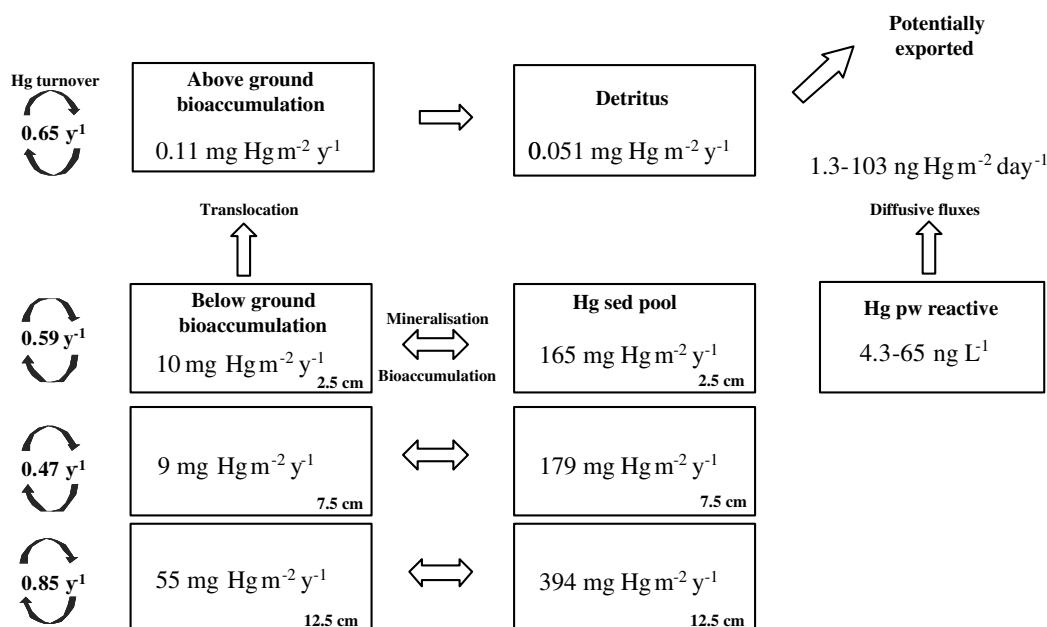 Potentially
exported
Hg turnover
0.65 y-1
Above ground
bioaccumulation
0.11 mg Hg m-2 y-1
Detritus
0.051 mg Hg m-2 y-1
1.3-103 ng Hg m-2 day-1
Translocation
Diffusive fluxes
0.59 y-1
Below ground
bioaccumulation
10 mg Hg m-2 y-1
2.5 cm
Mineralisation
Bioaccumulation
Hg sed pool
165 mg Hg m-2 y-1
2.5 cm
Hg pw reactive
4.3-65 ng L-1
0.47 y-1
9 mg Hg m-2 y-1
7.5 cm
179 mg Hg m-2 y-1
7.5 cm
0.85 y-1
55 mg Hg m-2 y-1
12.5 cm
394 mg Hg m-2 y-1
12.5 cm